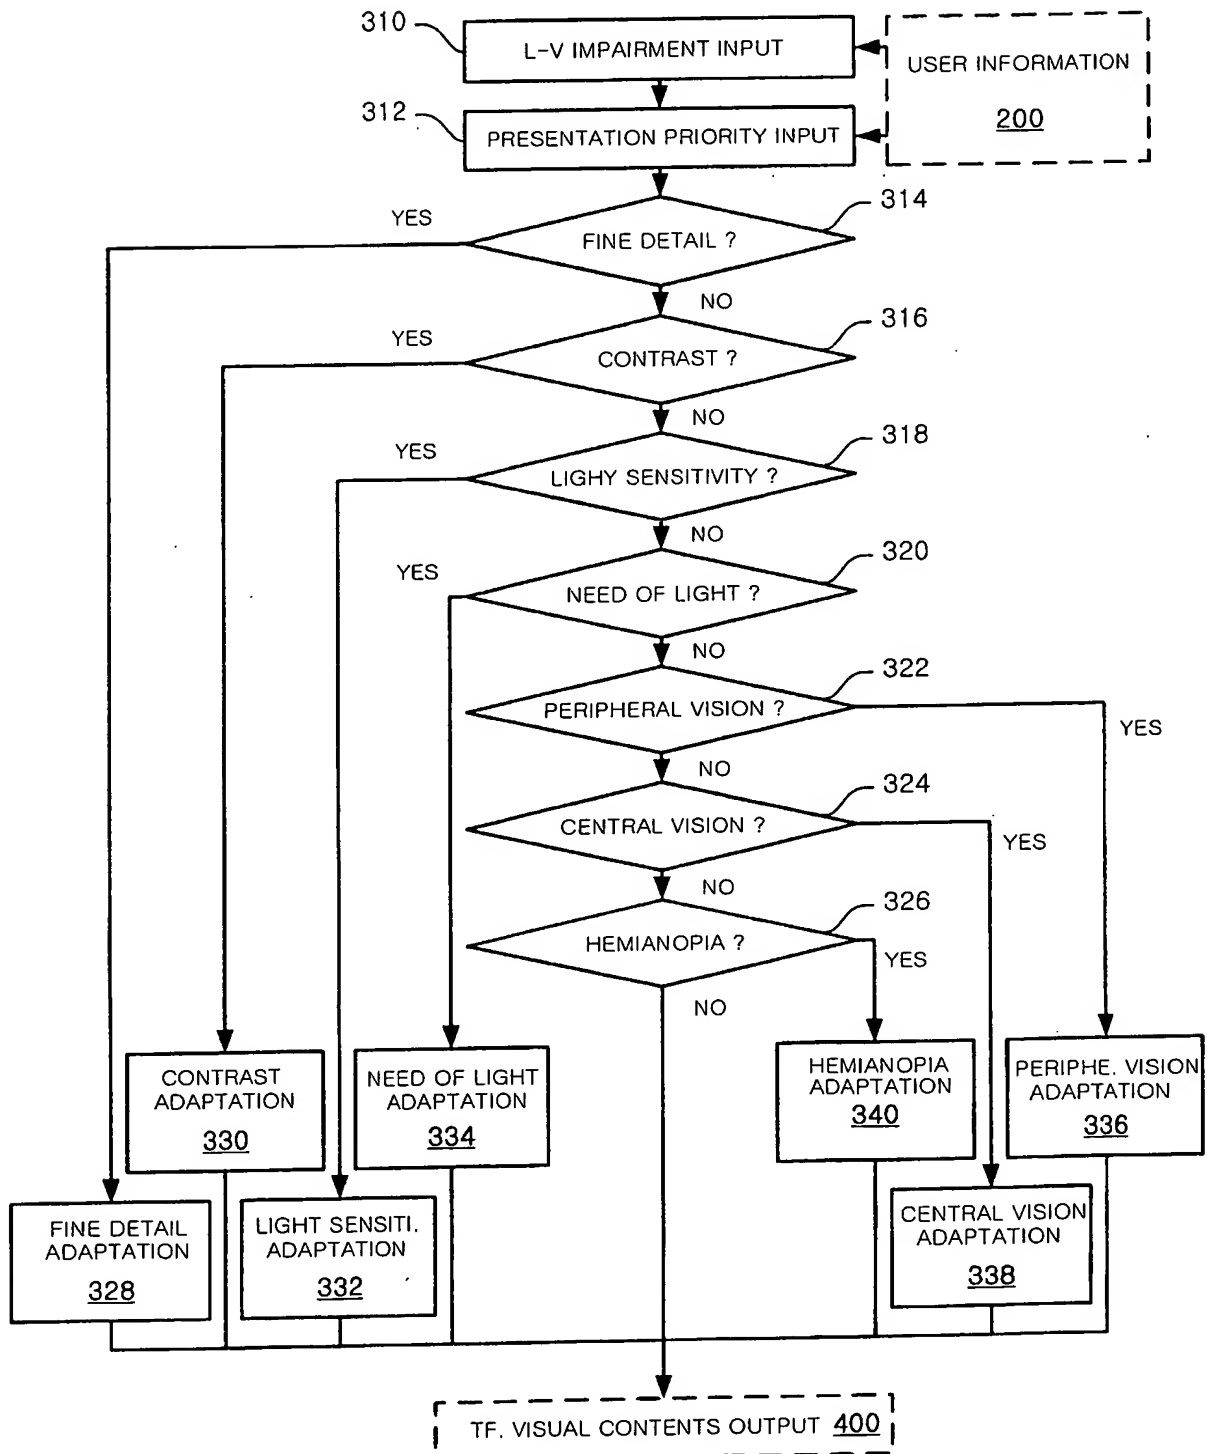 310
L-V IMPAIRMENT INPUT
USER INFORMATION
200
312
PRESENTATION PRIORITY INPUT
314
YES
FINE DETAIL ?
NO
316
YES
CONTRAST ?
NO
318
YES
LIGHY SENSITIVITY ?
NO
320
YES
NEED OF LIGHT ?
NO
322
PERIPHERAL VISION ?
YES
NO
324
CENTRAL VISION ?
YES
NO
326
HEMIANOPIA ?
YES
NO
CONTRAST
ADAPTATION
330
NEED OF LIGHT
ADAPTATION
334
HEMIANOPIA
ADAPTATION
340
PERIPHE. VISION
ADAPTATION
336
FINE DETAIL
ADAPTATION
328
LIGHT SENSITI.
ADAPTATION
332
CENTRAL VISION
ADAPTATION
338
TF. VISUAL CONTENTS OUTPUT 400